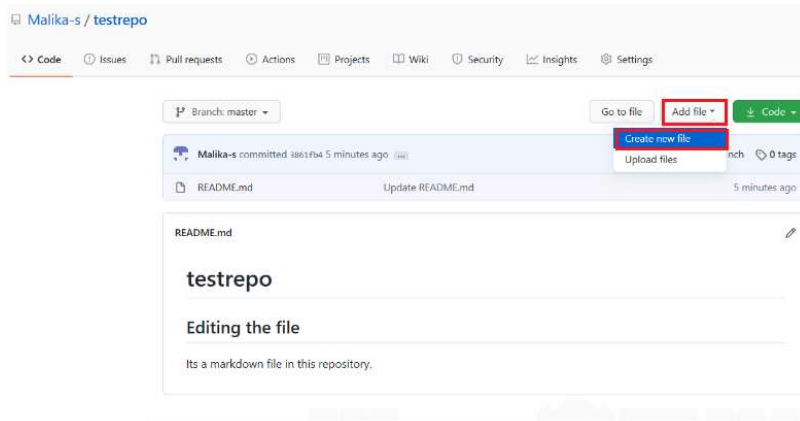 Malika-s / testrepo
<> Code Issues Pull requests Actions Projects Wiki Security Insights Settings
Branch: master Go to file Add file Code
Create new file
Malika-s committed 3861fb4 5 minutes ago nch 0 tags
Upload files
README.md Update README.md 5 minutes ago
README.md
testrepo
Editing the file
Its a markdown file in this repository.